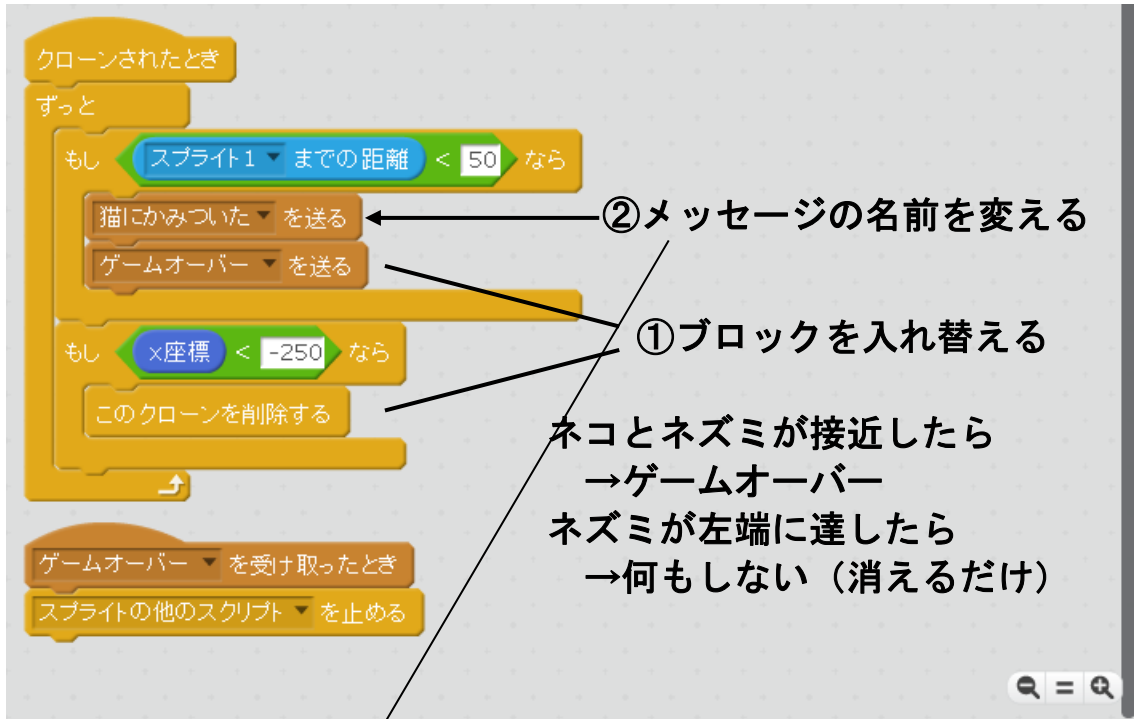 クローンされたとき
ずっと
もし スプライト1 までの距離 < 50 なら
猫にかみついた を送る
②メッセージの名前を変える
ゲームオーバー を送る
①ブロックを入れ替える
もし x座標 < -250 なら
このクローンを削除する
ネコとネズミが接近したら
→ゲームオーバー
ネズミが左端に達したら
→何もしない（消えるだけ）
ゲームオーバー を受け取ったとき
スプライトの他のスクリプト を止める